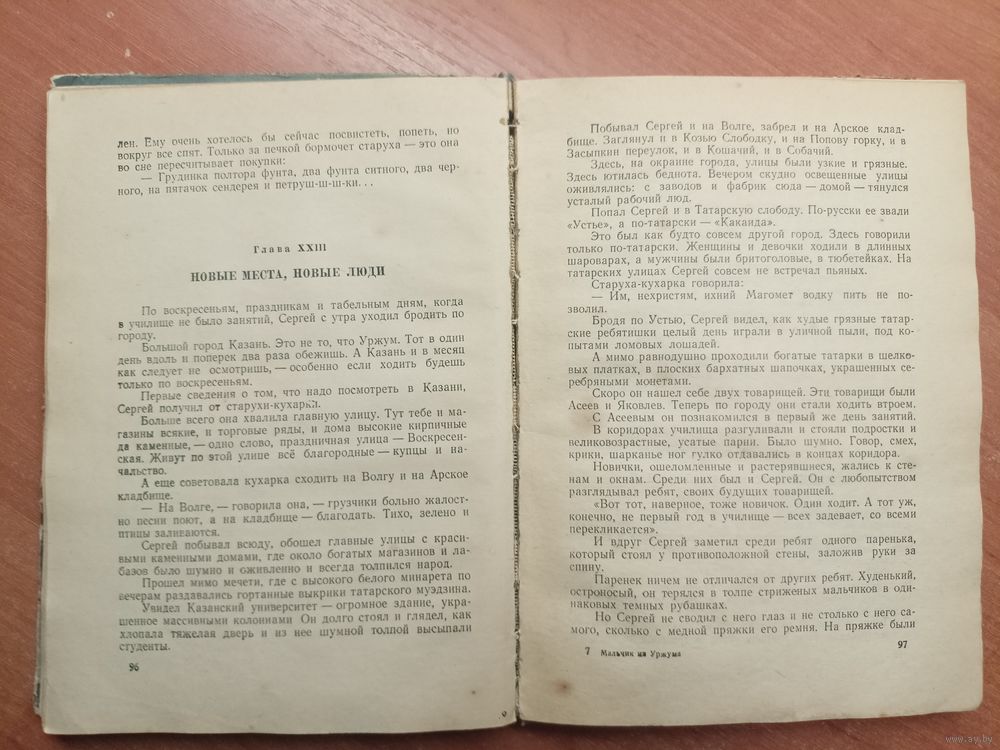 лен. Ему очень хотелось бы сейчас посвистеть, попеть, но
вокруг все спят. Только за печкой бормочет старуха — это она
во сне пересчитывает покупки:
— Грудинка полтора фунта, два фунта ситного, два чер-
ного, на пятачок сендерея и петруш-ш-ш-ки...
Глава XXIII
НОВЫЕ МЕСТА, НОВЫЕ ЛЮДИ
По воскресеньям, праздникам и табельным дням, когда
в училище не было занятий, Сергей с утра уходил бродить по
городу.
Большой город Казань. Это не то, что Уржум. Тот в один
день вдоль и поперек два раза обежишь. А Казань и в месяц
как следует не осмотришь, — особенно если ходить будешь
только по воскресеньям.
Первые сведения о том, что надо посмотреть в Казани,
Сергей получил от старухи-кухарки.
Больше всего она хвалила главную улицу. Тут тебе и ма-
газины всякие, и торговые ряды, и дома высокие кирпичные
да каменные, — одно слово, праздничная улица — Воскресен-
ская. Живут по этой улице всё благородные — купцы и на-
чальство.
А еще советовала кухарка сходить на Волгу и на Арское
кладбище.
— На Волге, — говорила она, — грузчики больно жалост-
но песни поют, а на кладбище — благодать. Тихо, зелено и
птицы заливаются.
Сергей побывал всюду, обошел главные улицы с краси-
выми каменными домами, где около богатых магазинов и ла-
базов было шумно и оживленно и всегда толпился народ.
Прошел мимо мечети, где с высокого белого минарета по
вечерам раздавались гортанные выкрики татарского муэдзина.
Увидел Казанский университет — огромное здание, укра-
шенное массивными колоннами Он долго стоял и глядел, как
хлопала тяжелая дверь и из нее шумной толпой высыпали
студенты.
96
Побывал Сергей и на Волге, забрел и на Арское клад-
бище. Заглянул и в Козью Слободку, и на Попову горку, и в
Засыпкин переулок, и в Кошачий, и в Собачий.
Здесь, на окраине города, улицы были узкие и грязные.
Здесь ютилась беднота. Вечером скудно освещенные улицы
оживлялись: с заводов и фабрик сюда — домой — тянулся
усталый рабочий люд.
Попал Сергей и в Татарскую слободу. По-русски ее звали
«Устье», а по-татарски — «Какаида».
Это был как будто совсем другой город. Здесь говорили
только по-татарски. Женщины и девочки ходили в длинных
шароварах, а мужчины были бритоголовые, в тюбетейках. На
татарских улицах Сергей совсем не встречал пьяных.
Старуха-кухарка говорила:
— Им, нехристям, ихний Магомет водку пить не по-
зволил.
Бродя по Устью, Сергей видел, как худые грязные татар-
ские ребятишки целый день играли в уличной пыли, под ко-
пытами ломовых лошадей.
А мимо равнодушно проходили богатые татарки в шелко-
вых платках, в плоских бархатных шапочках, украшенных се-
ребряными монетами.
Скоро он нашел себе двух товарищей. Эти товарищи были
Асеев и Яковлев. Теперь по городу они стали ходить втроем.
С Асеевым он познакомился в первый же день занятий.
В коридорах училища разгуливали и стояли подростки и
великовозрастные, усатые парни. Было шумно. Говор, смех,
крики, шарканье ног гулко отдавались в концах коридора.
Новички, ошеломленные и растерявшиеся, жались к сте-
нам и окнам. Среди них был и Сергей. Он с любопытством
разглядывал ребят, своих будущих товарищей.
«Вот тот, наверное, тоже новичок. Один ходит. А тот уж,
конечно, не первый год в училище — всех задевает, со всеми
перекликается».
И вдруг Сергей заметил среди ребят одного паренька,
который стоял у противоположной стены, заложив руки за
спину.
Паренек ничем не отличался от других ребят. Худенький,
остроносый, он терялся в толпе стриженых мальчиков в оди-
наковых темных рубашках.
Но Сергей не сводил с него глаз и не столько с него са-
мого, сколько с медной пряжки его ремня. На пряжке были
7 Мальчик из Уржума
97
www.ay.by